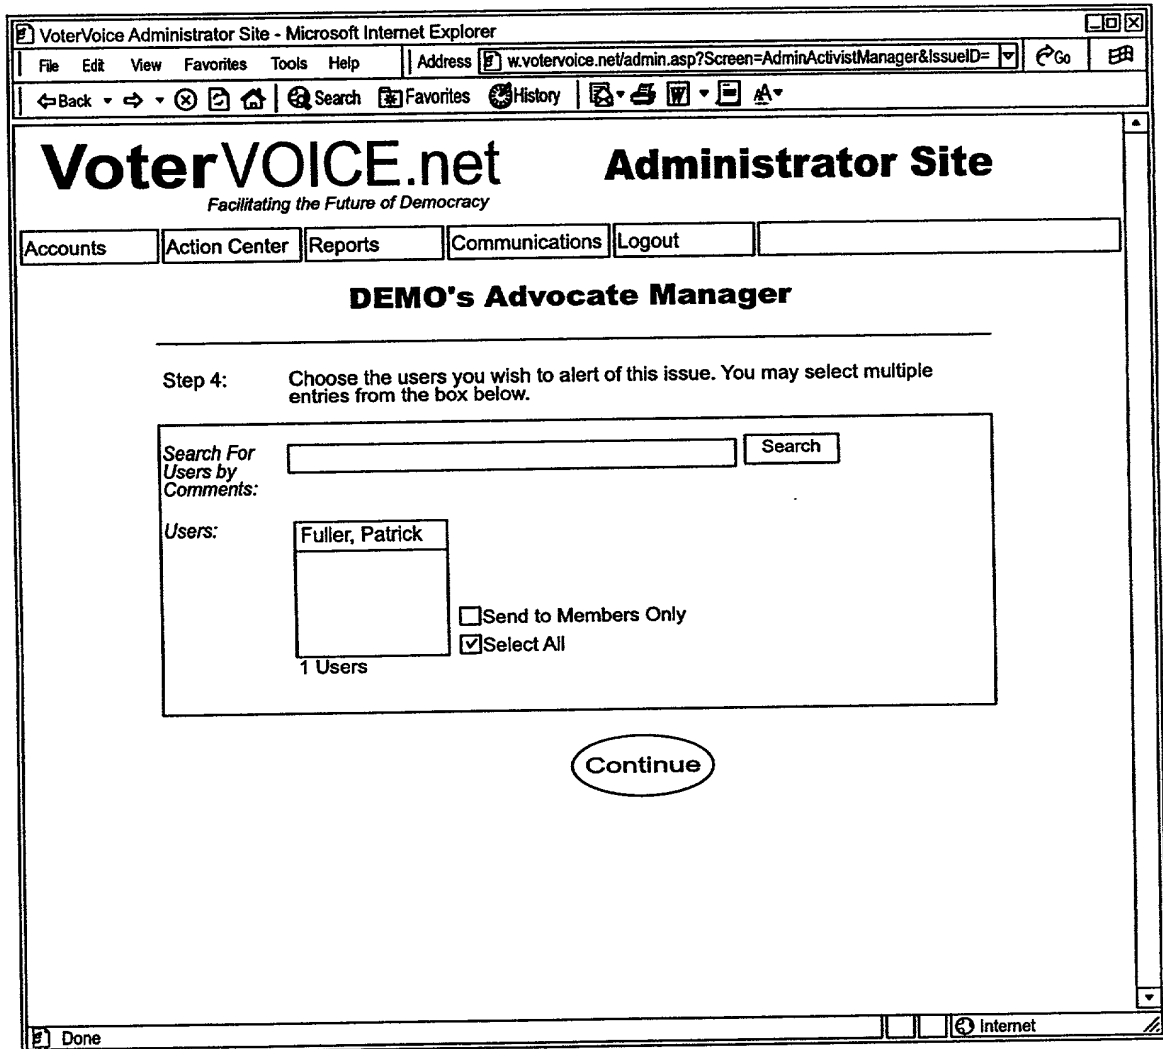 VoterVoice Administrator Site - Microsoft Internet Explorer
File Edit View Favorites Tools Help Address w.votervoice.net/admin.asp?Screen=AdminActivistManager&IssueID= Go
Back Search Favorites History
VoterVOICE.net Administrator Site
Facilitating the Future of Democracy
Accounts Action Center Reports Communications Logout
DEMO's Advocate Manager
Step 4: Choose the users you wish to alert of this issue. You may select multiple
entries from the box below.
Search For
Users by
Comments:
Search
Users:
Fuller, Patrick
Send to Members Only
Select All
1 Users
Continue
Done Internet